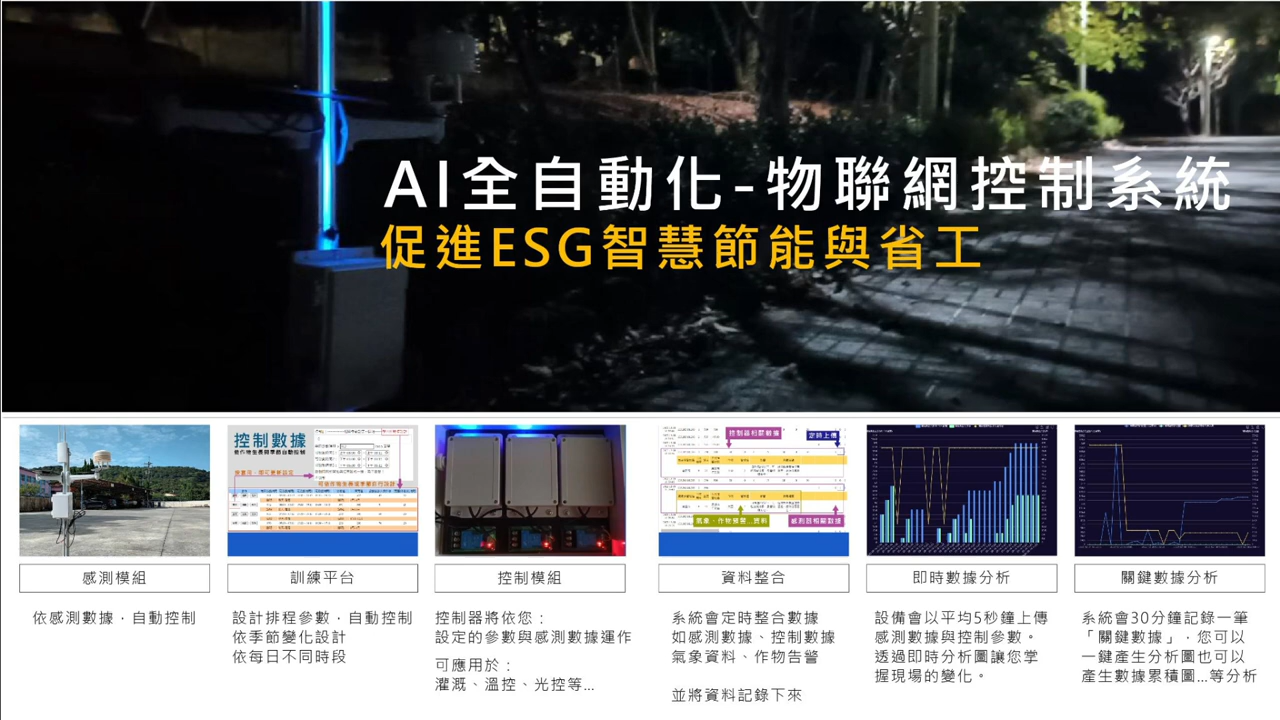 AI全自動化-物聯網控制系統
促進ESG智慧節能與省工
控制數據
控制器相關數據
定時上傳
氣象、作物預警...資料
感測器相關數據
感測模組
訓練平台
控制模組
資料整合
即時數據分析
關鍵數據分析
依感測數據，自動控制
設計排程參數，自動控制
依季節變化設計
依每日不同時段
控制器將依您：
設定的參數與感測數據運作
可應用於：
灌溉、溫控、光控等...
系統會定時整合數據
如感測數據、控制數據
氣象資料、作物告警
並將資料記錄下來
設備會以平均5秒鐘上傳
感測數據與控制參數。
透過即時分析圖讓您掌
握現場的變化。
系統會30分鐘記錄一筆
「關鍵數據」，您可以
一鍵產生分析圖也可以
產生數據累積圖...等分析